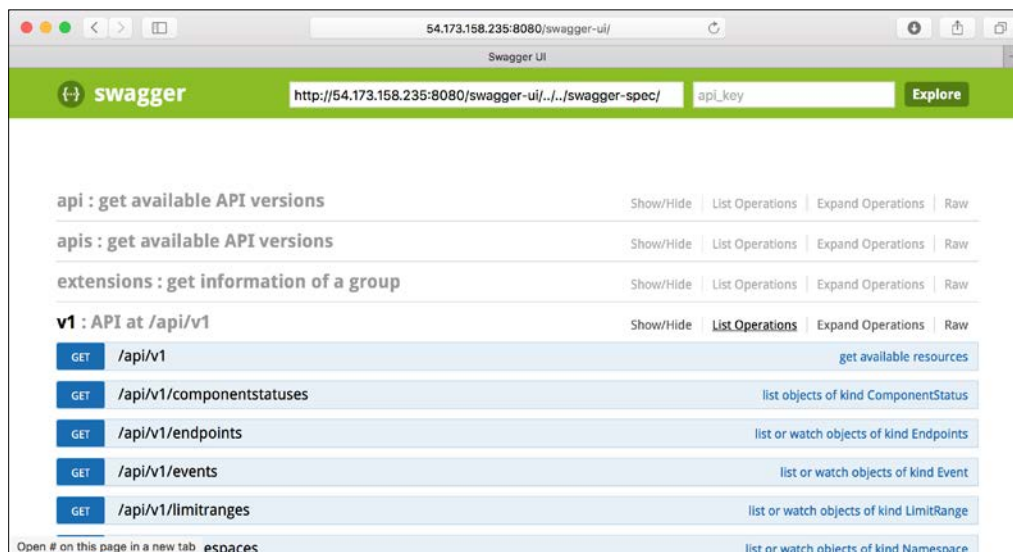 54.173.158.235:8080/swagger-ui/
Swagger UI
swagger http://54.173.158.235:8080/swagger-ui/../../swagger-spec/ api_key Explore
api : get available API versions Show/Hide List Operations Expand Operations Raw
apis : get available API versions Show/Hide List Operations Expand Operations Raw
extensions : get information of a group Show/Hide List Operations Expand Operations Raw
v1 : API at /api/v1 Show/Hide List Operations Expand Operations Raw
GET /api/v1 get available resources
GET /api/v1/componentstatuses list objects of kind ComponentStatus
GET /api/v1/endpoints list or watch objects of kind Endpoints
GET /api/v1/events list or watch objects of kind Event
GET /api/v1/limitranges list or watch objects of kind LimitRange
espaces list or watch objects of kind Namespace
Open # on this page in a new tab